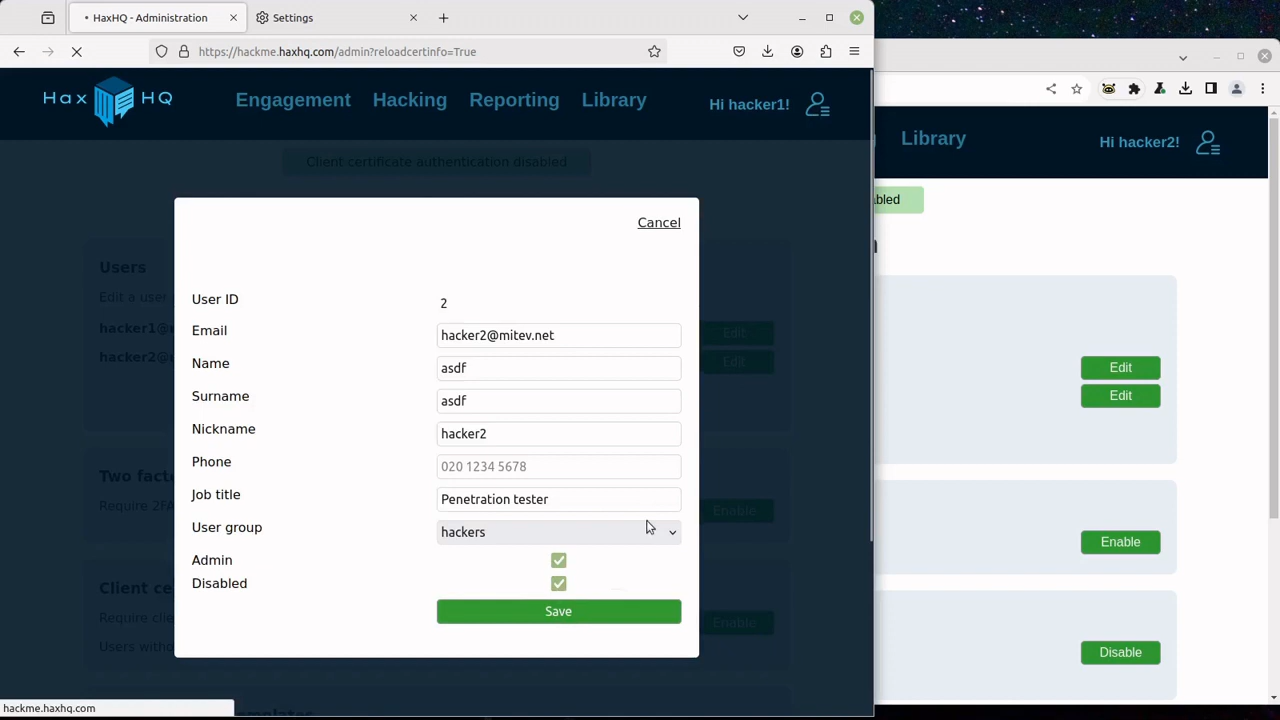 HaxHQ - Administration
Settings
https://hackme.haxhq.com/admin?reloadcertinfo=True
Hax HQ
Engagement
Hacking
Reporting
Library
Hi hacker1!
Library
Hi hacker2!
Client certificate authentication disabled
abled
Cancel
Users
Edit a user
hacker1@
Edit
hacker2@
Edit
User ID
2
Email
hacker2@mitev.net
Name
asdf
Surname
asdf
Nickname
hacker2
Phone
020 1234 5678
Job title
Penetration tester
User group
hackers
Admin
Disabled
Save
Two fact
Require 2FA
Enable
Client ce
Require clie
Enable
Users witho
Edit
Edit
Enable
Disable
hackme.haxhq.com